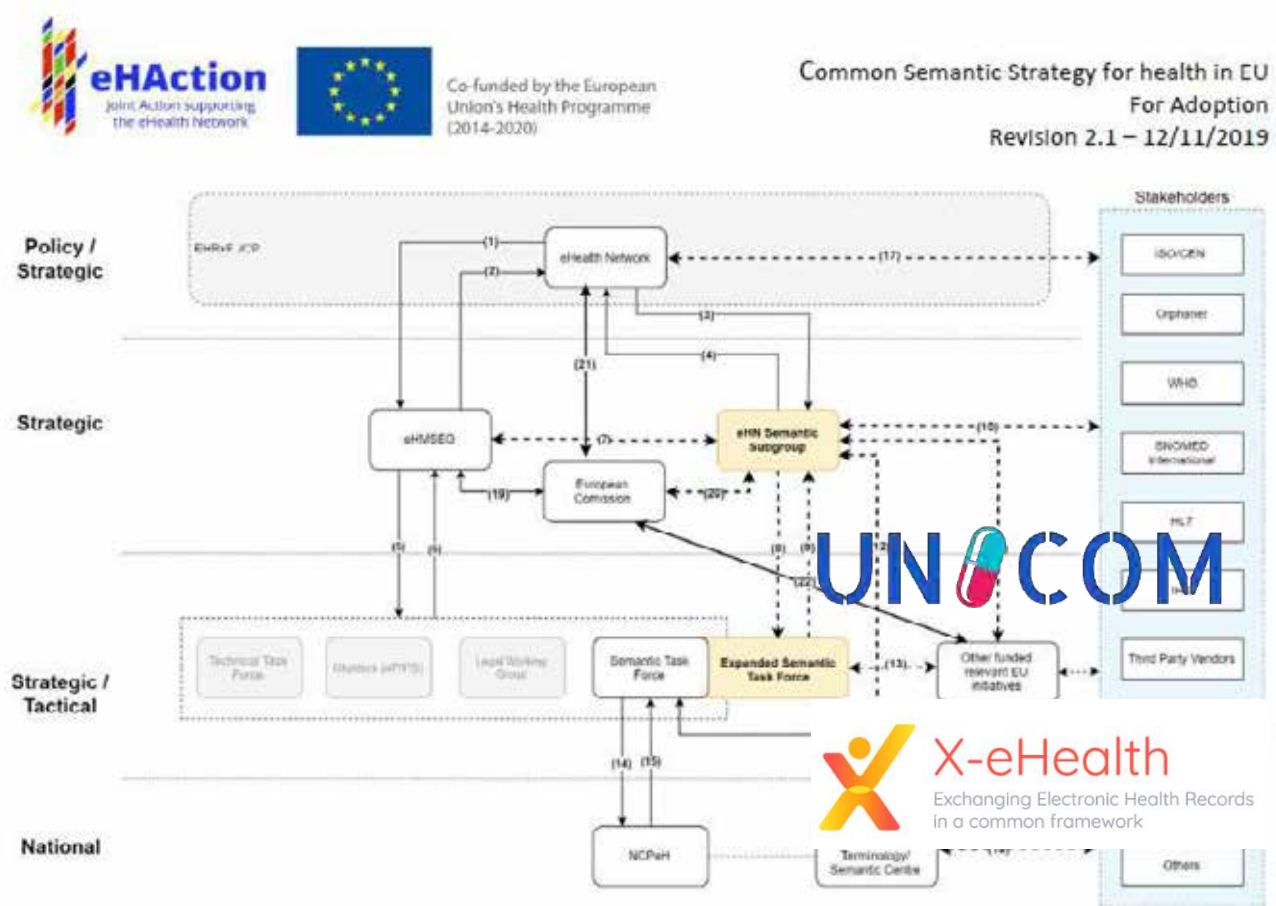 eHAction
Joint Action supporting
the eHealth Network
Co-funded by the European
Union's Health Programme
(2014-2020)
Common Semantic Strategy for health in EU
For Adoption
Revision 2.1 – 12/11/2019
Stakeholders
Policy /
Strategic
(1)
eHealth Network
(2)
(17)
ISO/CEN
Orphanet
(3)
(4)
(21)
WHO
Strategic
eHMSEG
(7)
eHN Semantic
Subgroup
(10)
SNOMED
International
European
Comission
(19)
(20)
HL7
(5)
(8)
(9)
(22)
UNICOM
Strategic /
Tactical
Technical Task
Force
Legal Working
Group
Semantic Task
Force
Expanded Semantic
Task Force
(13)
Other funded
relevant EU
initiatives
Third Party Vendors
(14)
(15)
X-eHealth
Exchanging Electronic Health Records
in a common framework
National
NCPeH
Terminology/
Semantic Centre
Others